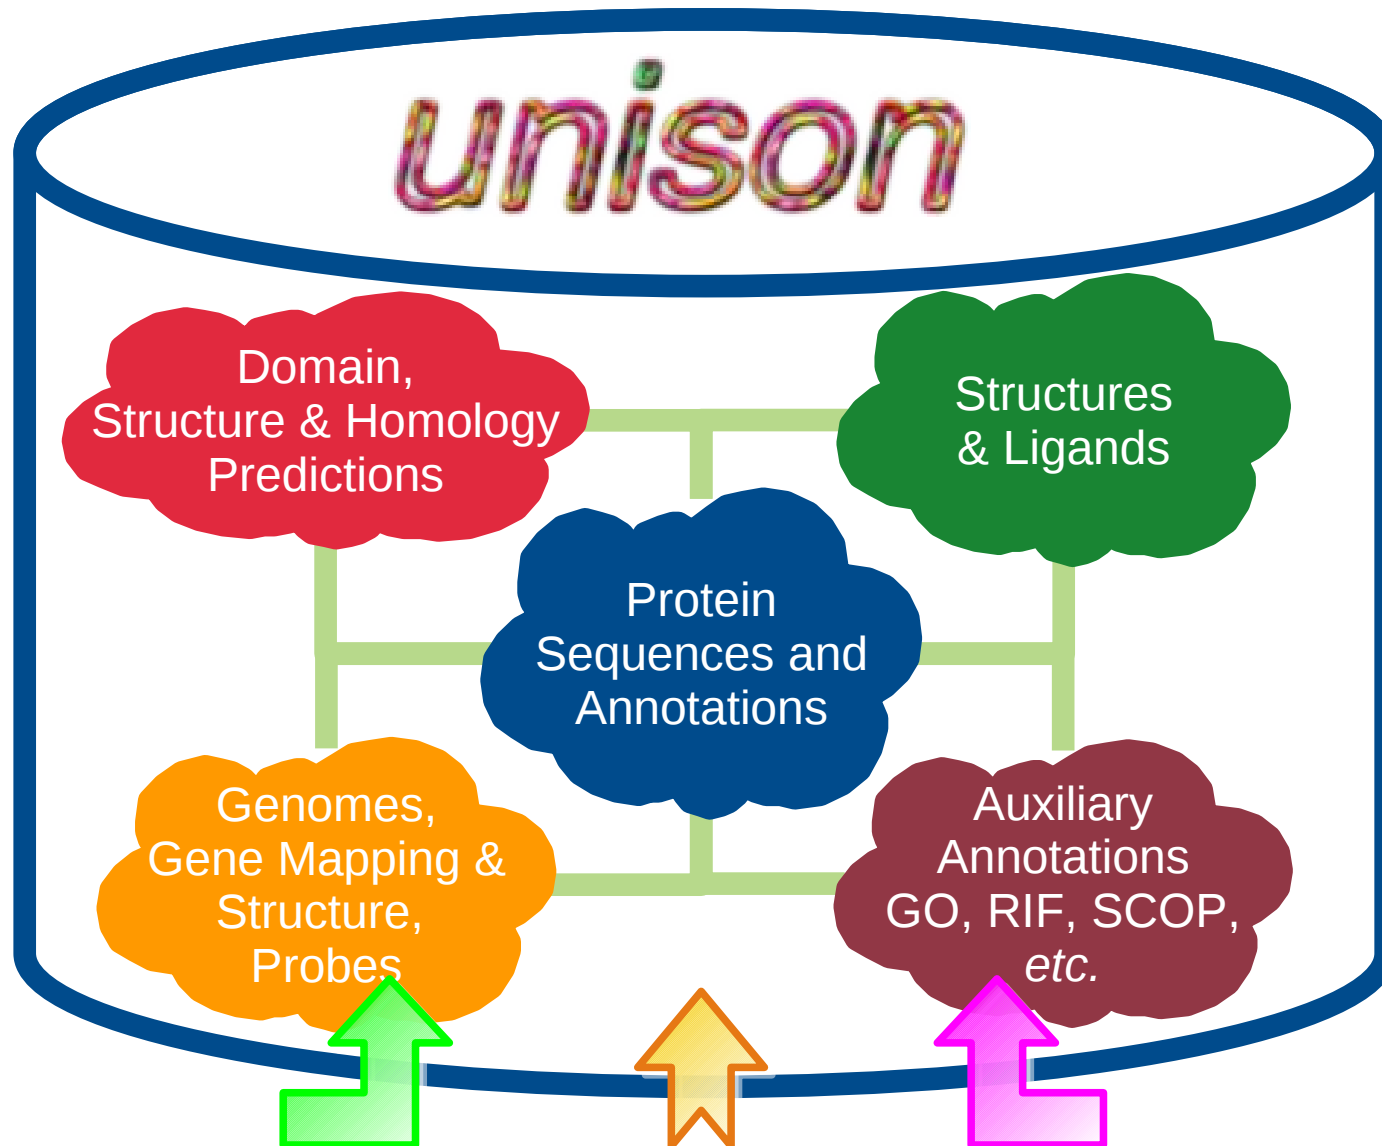 unison
Domain,
Structure & Homology
Predictions
Structures
& Ligands
Protein
Sequences and
Annotations
Genomes,
Gene Mapping &
Structure,
Probes
Auxiliary
Annotations
GO, RIF, SCOP,
etc.